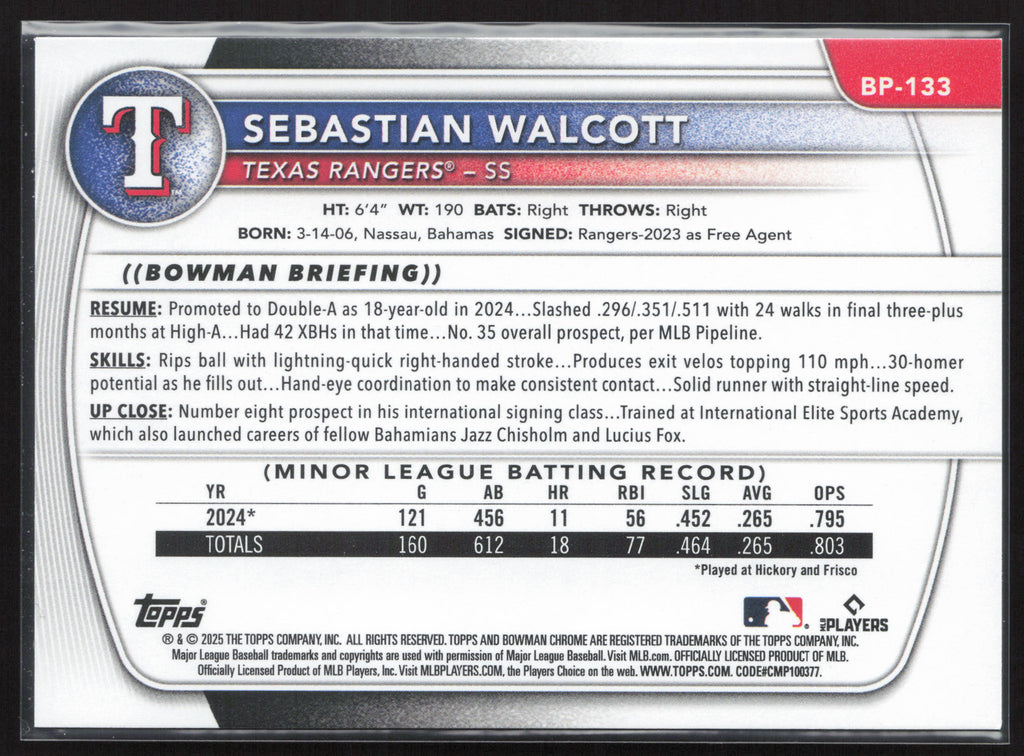 BP-133
T
SEBASTIAN WALCOTT
TEXAS RANGERS® – SS
HT: 6'4" WT: 190 BATS: Right THROWS: Right
BORN: 3-14-06, Nassau, Bahamas SIGNED: Rangers-2023 as Free Agent
((BOWMAN BRIEFING))
RESUME: Promoted to Double-A as 18-year-old in 2024...Slashed .296/.351/.511 with 24 walks in final three-plus
months at High-A...Had 42 XBHs in that time...No. 35 overall prospect, per MLB Pipeline.
SKILLS: Rips ball with lightning-quick right-handed stroke...Produces exit velos topping 110 mph...30-homer
potential as he fills out...Hand-eye coordination to make consistent contact...Solid runner with straight-line speed.
UP CLOSE: Number eight prospect in his international signing class...Trained at International Elite Sports Academy,
which also launched careers of fellow Bahamians Jazz Chisholm and Lucius Fox.
(MINOR LEAGUE BATTING RECORD)
YR G AB HR RBI SLG AVG OPS
2024* 121 456 11 56 .452 .265 .795
TOTALS 160 612 18 77 .464 .265 .803
*Played at Hickory and Frisco
Topps®
MLB PLAYERS
® & © 2025 THE TOPPS COMPANY, INC. ALL RIGHTS RESERVED. TOPPS AND BOWMAN CHROME ARE REGISTERED TRADEMARKS OF THE TOPPS COMPANY, INC.
Major League Baseball trademarks and copyrights are used with permission of Major League Baseball. Visit MLB.com. OFFICIALLY LICENSED PRODUCT OF MLB.
Officially Licensed Product of MLB Players, Inc. Visit MLBPLAYERS.COM, the Players Choice on the web. WWW.TOPPS.COM. CODE#CMP100377.